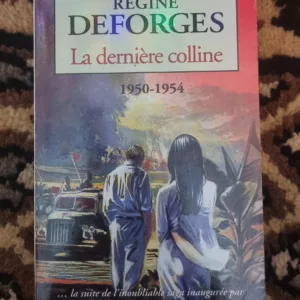 RÉGINE
DEFORGES
La dernière colline
1950-1954
... la suite de l'inoubliable saga inaugurée par